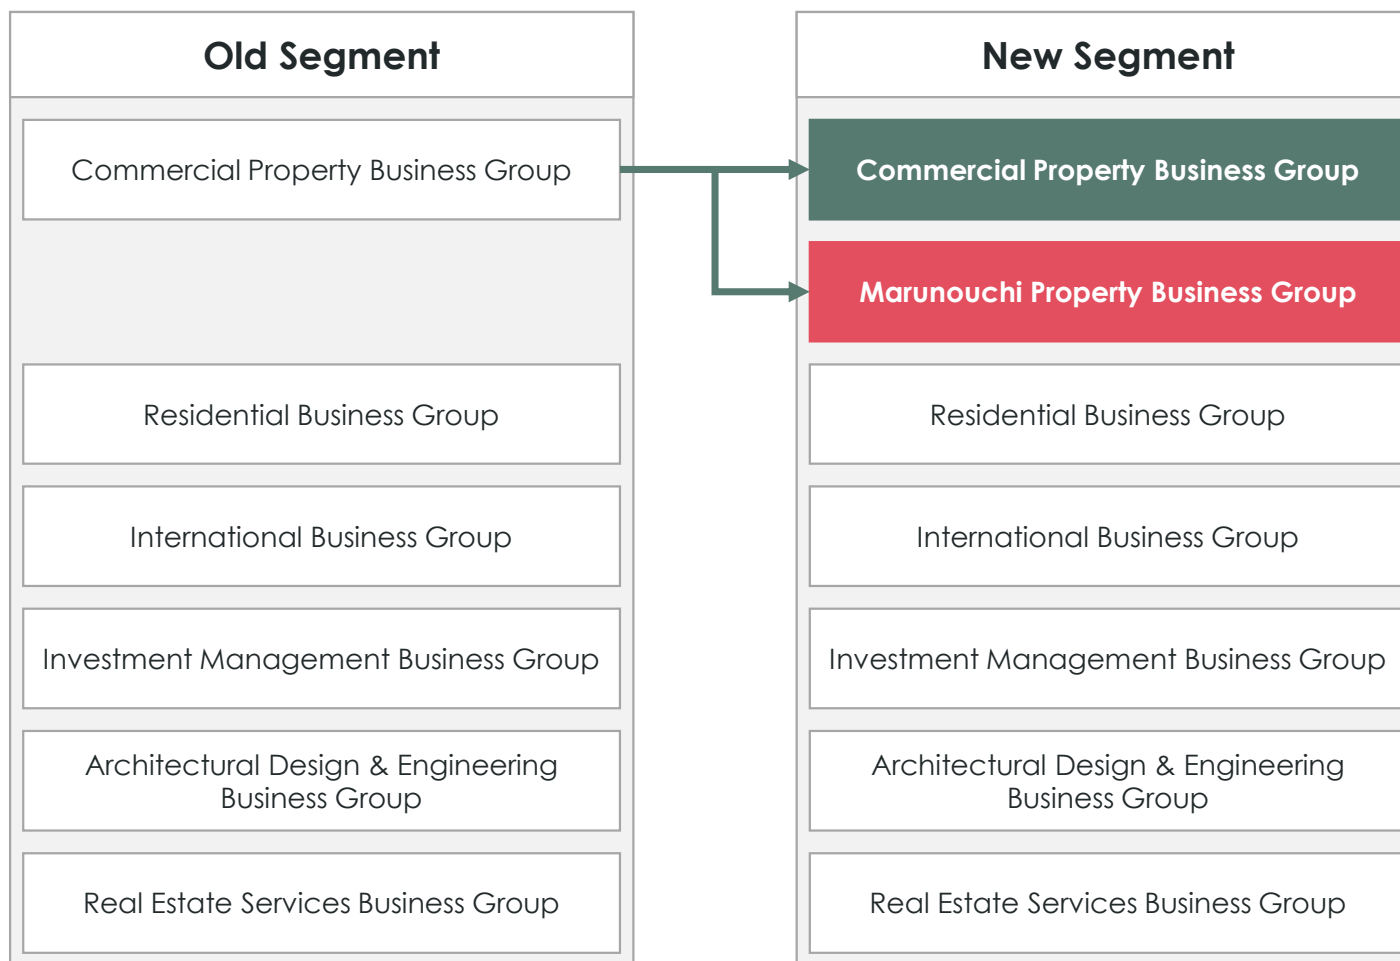 Old Segment
Commercial Property Business Group
Residential Business Group
International Business Group
Investment Management Business Group
Architectural Design & Engineering
Business Group
Real Estate Services Business Group
New Segment
Commercial Property Business Group
Marunouchi Property Business Group
Residential Business Group
International Business Group
Investment Management Business Group
Architectural Design & Engineering
Business Group
Real Estate Services Business Group